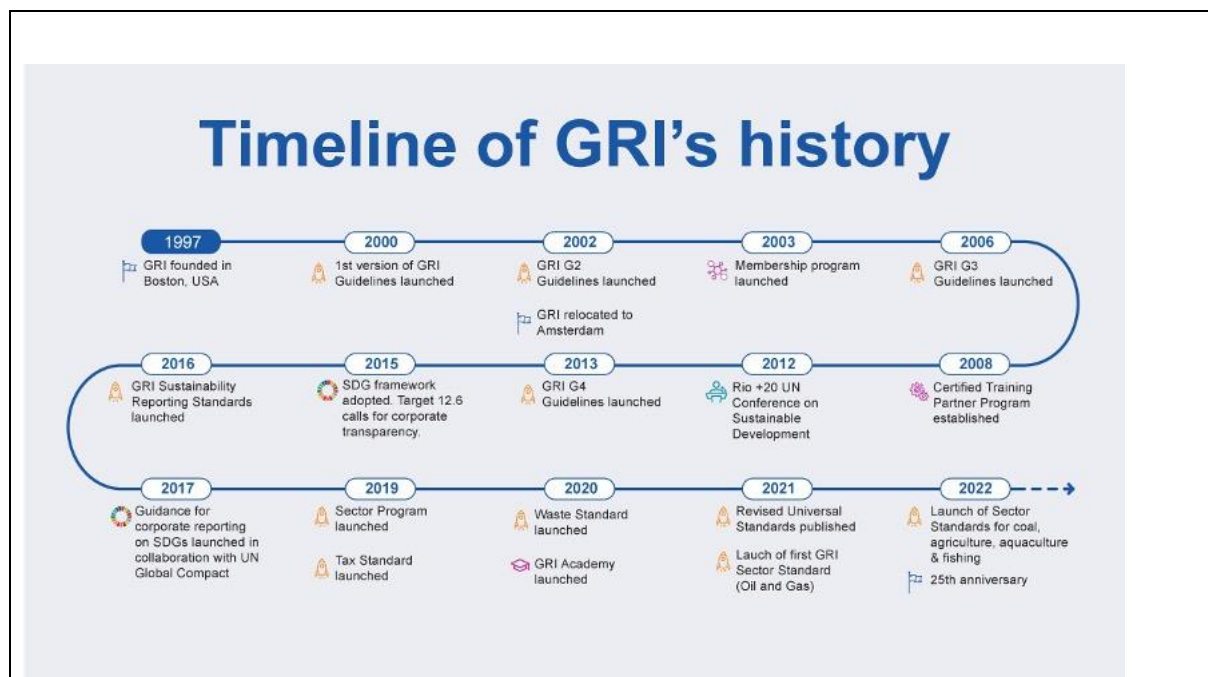 Timeline of GRI's history
1997
GRI founded in
Boston, USA
2000
1st version of GRI
Guidelines launched
2002
GRI G2
Guidelines launched
GRI relocated to
Amsterdam
2003
Membership program
launched
2006
GRI G3
Guidelines launched
2008
Certified Training
Partner Program
established
2012
Rio +20 UN
Conference on
Sustainable
Development
2013
GRI G4
Guidelines launched
2015
SDG framework
adopted. Target 12.6
calls for corporate
transparency.
2016
GRI Sustainability
Reporting Standards
launched
2017
Guidance for
corporate reporting
on SDGs launched in
collaboration with UN
Global Compact
2019
Sector Program
launched
Tax Standard
launched
2020
Waste Standard
launched
GRI Academy
launched
2021
Revised Universal
Standards published
Lauch of first GRI
Sector Standard
(Oil and Gas)
2022
Launch of Sector
Standards for coal,
agriculture, aquaculture
& fishing
25th anniversary